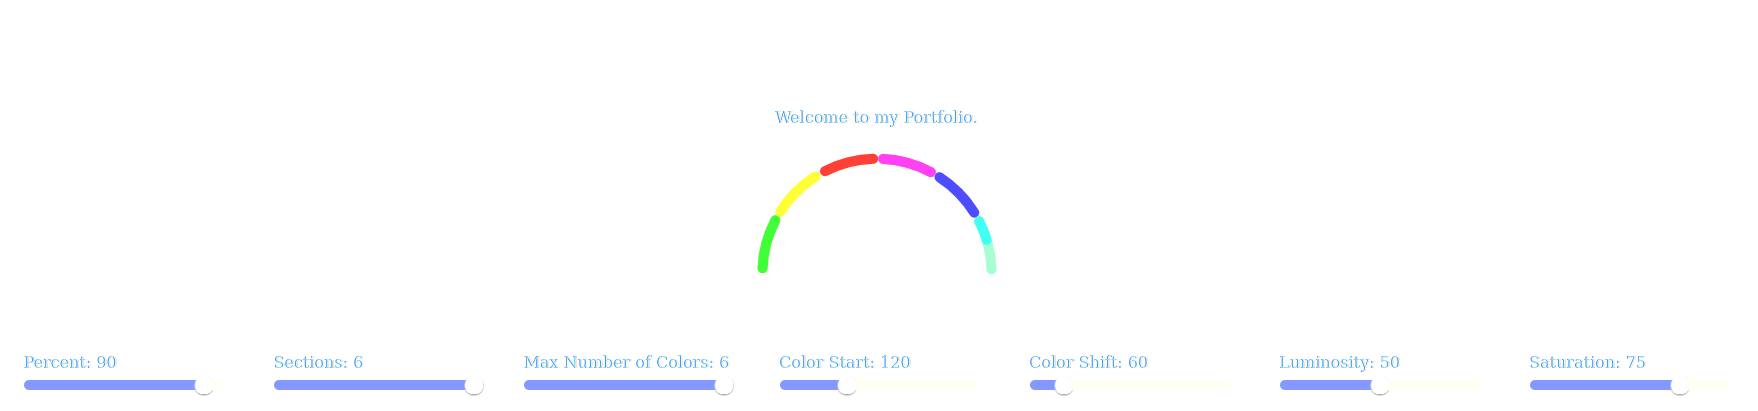 Welcome to my Portfolio.
Percent: 90
Sections: 6
Max Number of Colors: 6
Color Start: 120
Color Shift: 60
Luminosity: 50
Saturation: 75